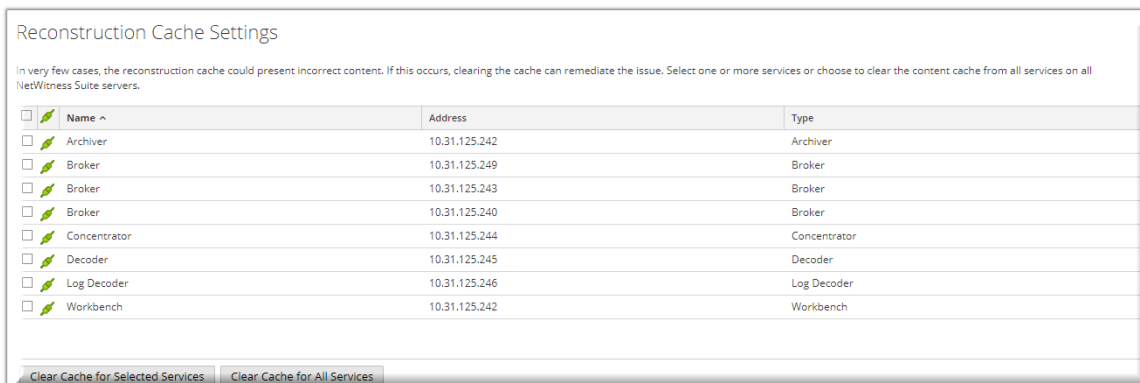 Reconstruction Cache Settings
In very few cases, the reconstruction cache could present incorrect content. If this occurs, clearing the cache can remediate the issue. Select one or more services or choose to clear the content cache from all services on all
NetWitness Suite servers.
Name Address Type
Archiver 10.31.125.242 Archiver
Broker 10.31.125.249 Broker
Broker 10.31.125.243 Broker
Broker 10.31.125.240 Broker
Concentrator 10.31.125.244 Concentrator
Decoder 10.31.125.245 Decoder
Log Decoder 10.31.125.246 Log Decoder
Workbench 10.31.125.242 Workbench
Clear Cache for Selected Services Clear Cache for All Services